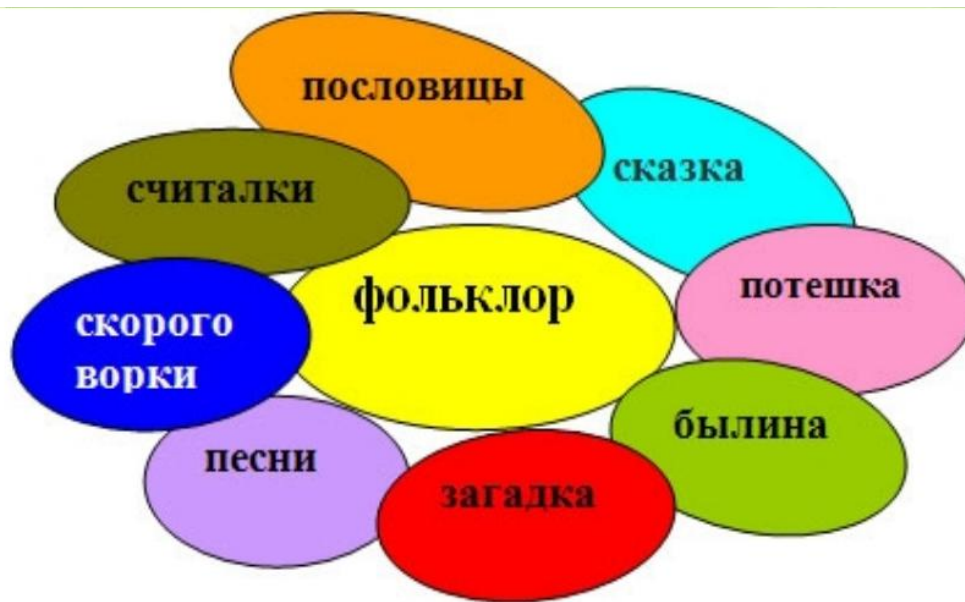 пословицы
сказка
считалки
потешка
фольклор
скорого
ворки
былина
песни
загадка